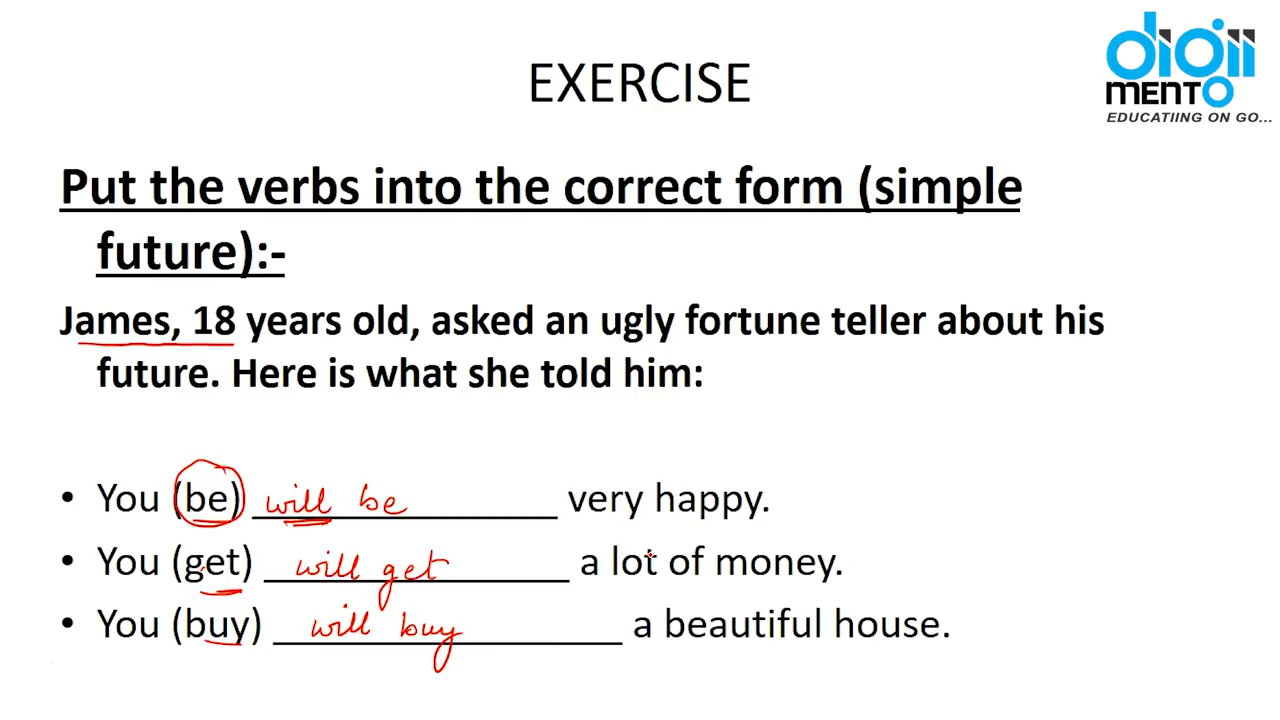 digii
MENTO
EDUCATIING ON GO...
EXERCISE
Put the verbs into the correct form (simple
future):-
James, 18 years old, asked an ugly fortune teller about his
future. Here is what she told him:
• You (be) will be very happy.
• You (get) will get a lot of money.
• You (buy) will buy a beautiful house.